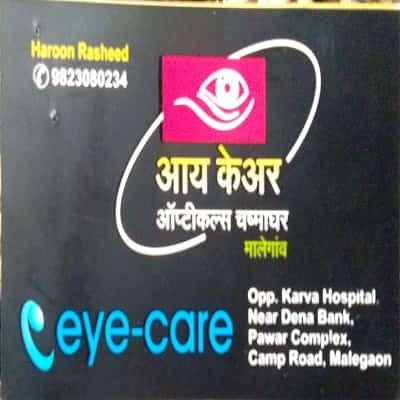 Haroon Rasheed
9823080234
आय केअर
ऑप्टीकल्स चष्माघर
मालेगांव
eye-care
Opp. Karva Hospital
Near Dena Bank,
Pawar Complex,
Camp Road, Malegaon